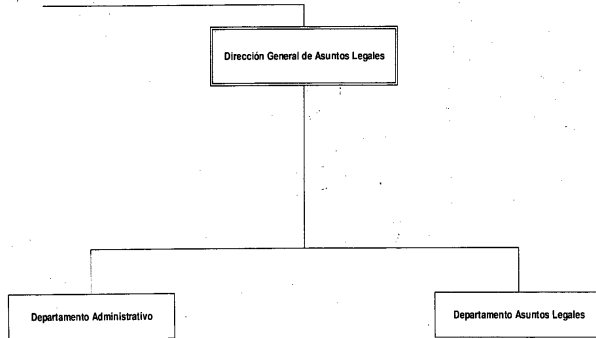 Dirección General de Asuntos Legales
Departamento Administrativo
Departamento Asuntos Legales